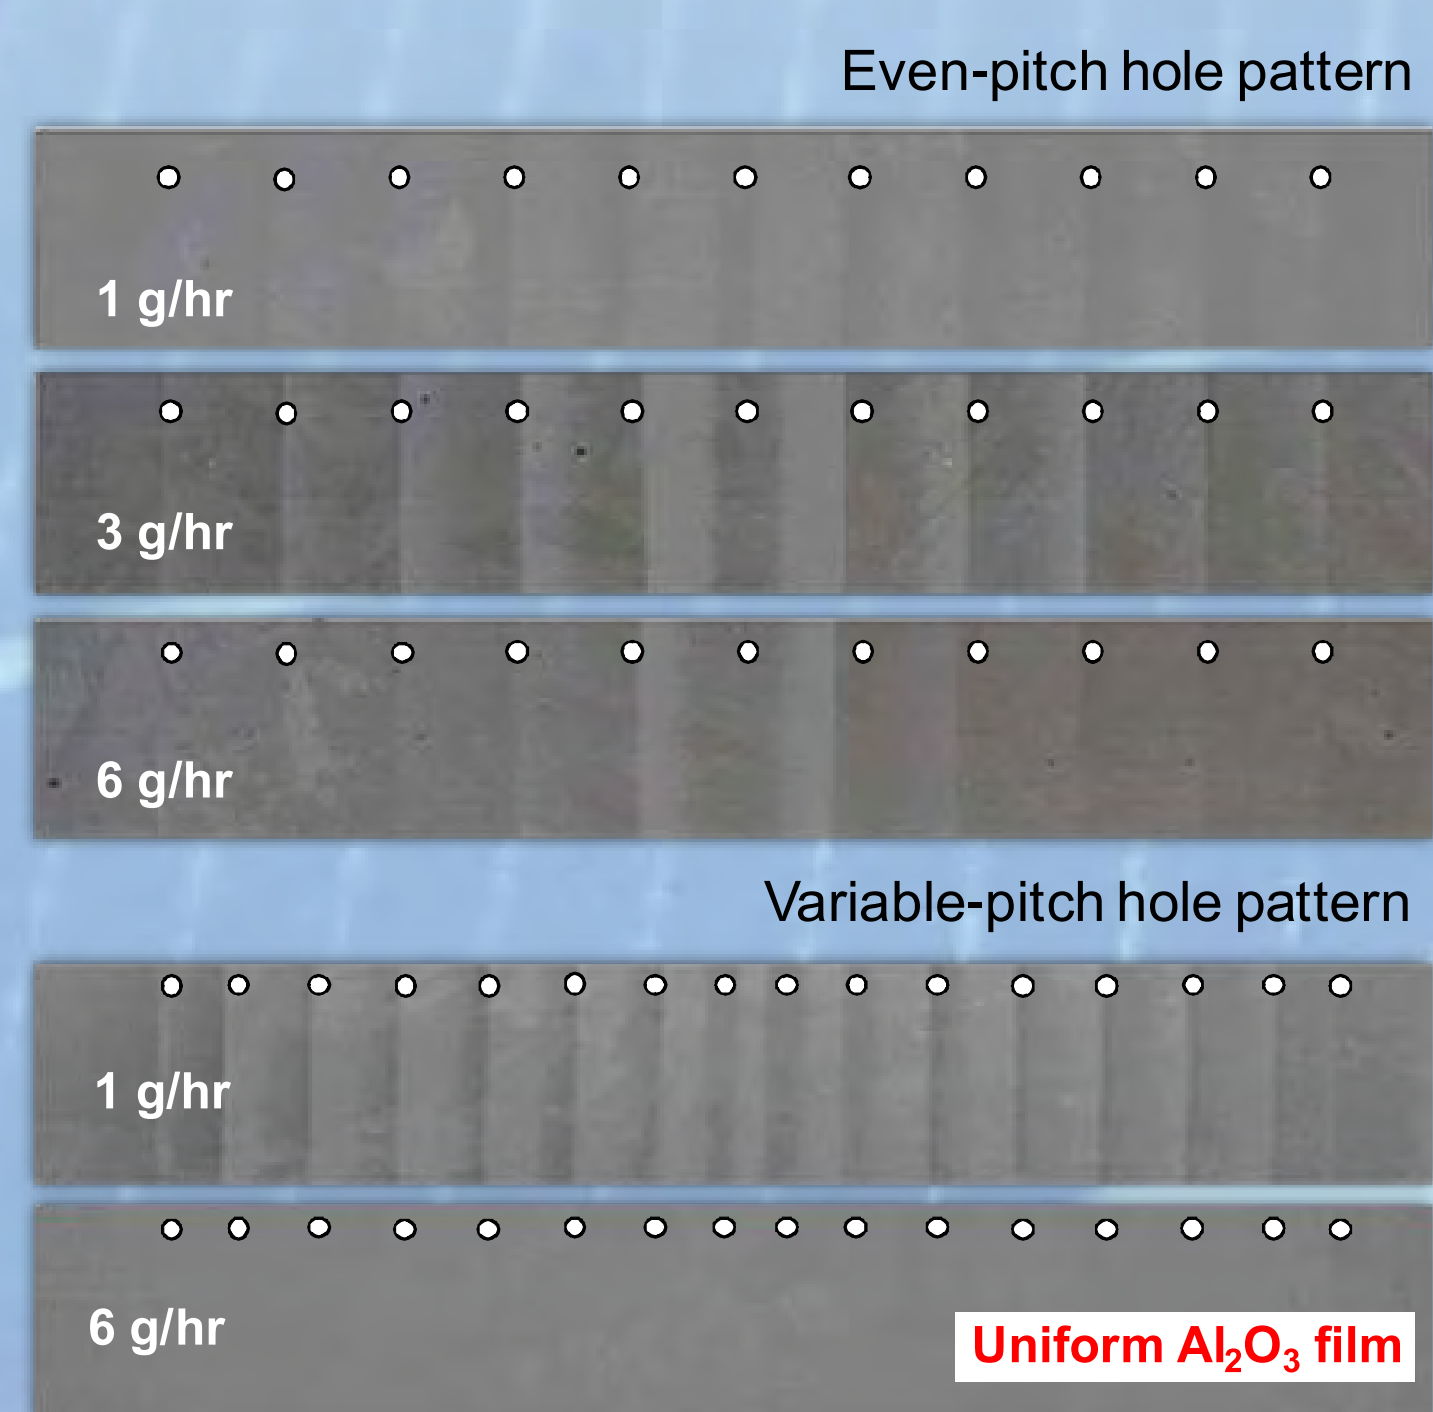 Even-pitch hole pattern
1 g/hr
3 g/hr
6 g/hr
Variable-pitch hole pattern
1 g/hr
6 g/hr
Uniform Al₂O₃ film